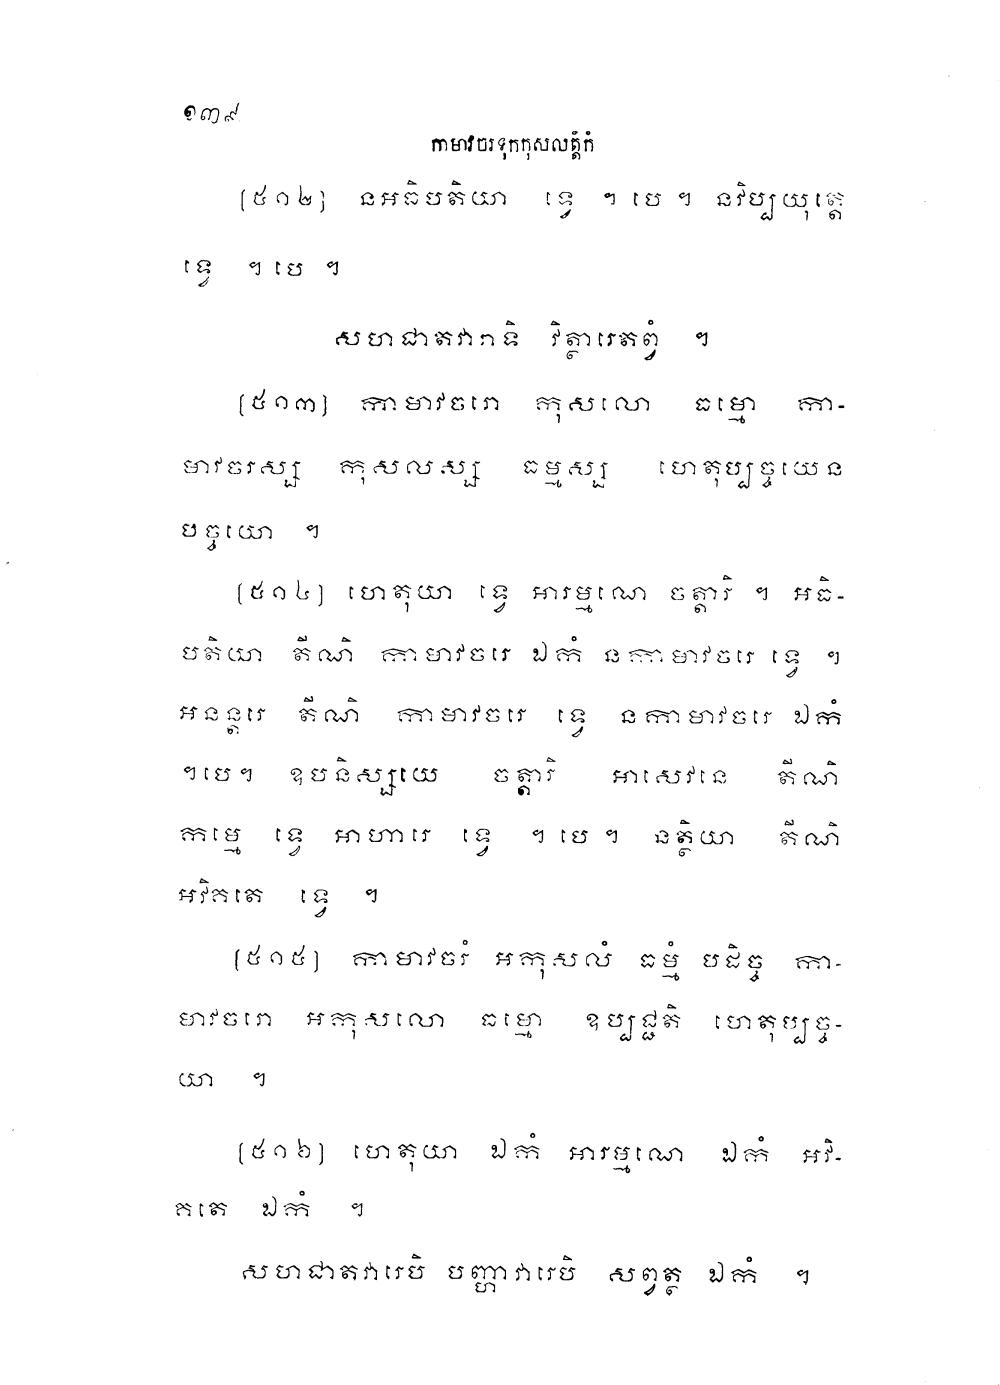 ១៣៩
កាមាវចរទុកកុសលត្តិកំ
[៥១២] នអធិបតិយា ទ្វេ ។ បេ ។ នវិប្បយុត្តេ
ទ្វេ ។ បេ ។
សហជាតវារាទិ វិត្ថារេតព្វំ ។
[៥១៣] កាមាវចរោ កុសលោ ធម្មោ កា-
មាវចរស្ស កុសលស្ស ធម្មស្ស ហេតុប្បច្ចយេន
បច្ចយោ ។
[៥១៤] ហេតុយា ទ្វេ អារម្មណេ ចត្តារិ ។ អធិ-
បតិយា តីណិ កាមាវចរេ ឯកំ នកាមាវចរេ ទ្វេ ។
អនន្តរេ តីណិ កាមាវចរេ ទ្វេ នកាមាវចរេ ឯកំ
។ បេ ។ ឧបនិស្សយេ ចត្តារិ អាសេវនេ តីណិ
កម្មេ ទ្វេ អាហារេ ទ្វេ ។ បេ ។ នត្ថិយា តីណិ
អវិគតេ ទ្វេ ។
[៥១៥] កាមាវចរំ អកុសលំ ធម្មំ បដិច្ច កា-
មាវចរោ អកុសលោ ធម្មោ ឧប្បជ្ជតិ ហេតុប្បច្ច-
យា ។
[៥១៦] ហេតុយា ឯកំ អារម្មណេ ឯកំ អវិ-
គតេ ឯកំ ។
សហជាតវារេបិ បញ្ហាវារេបិ សព្វត្ថ ឯកំ ។